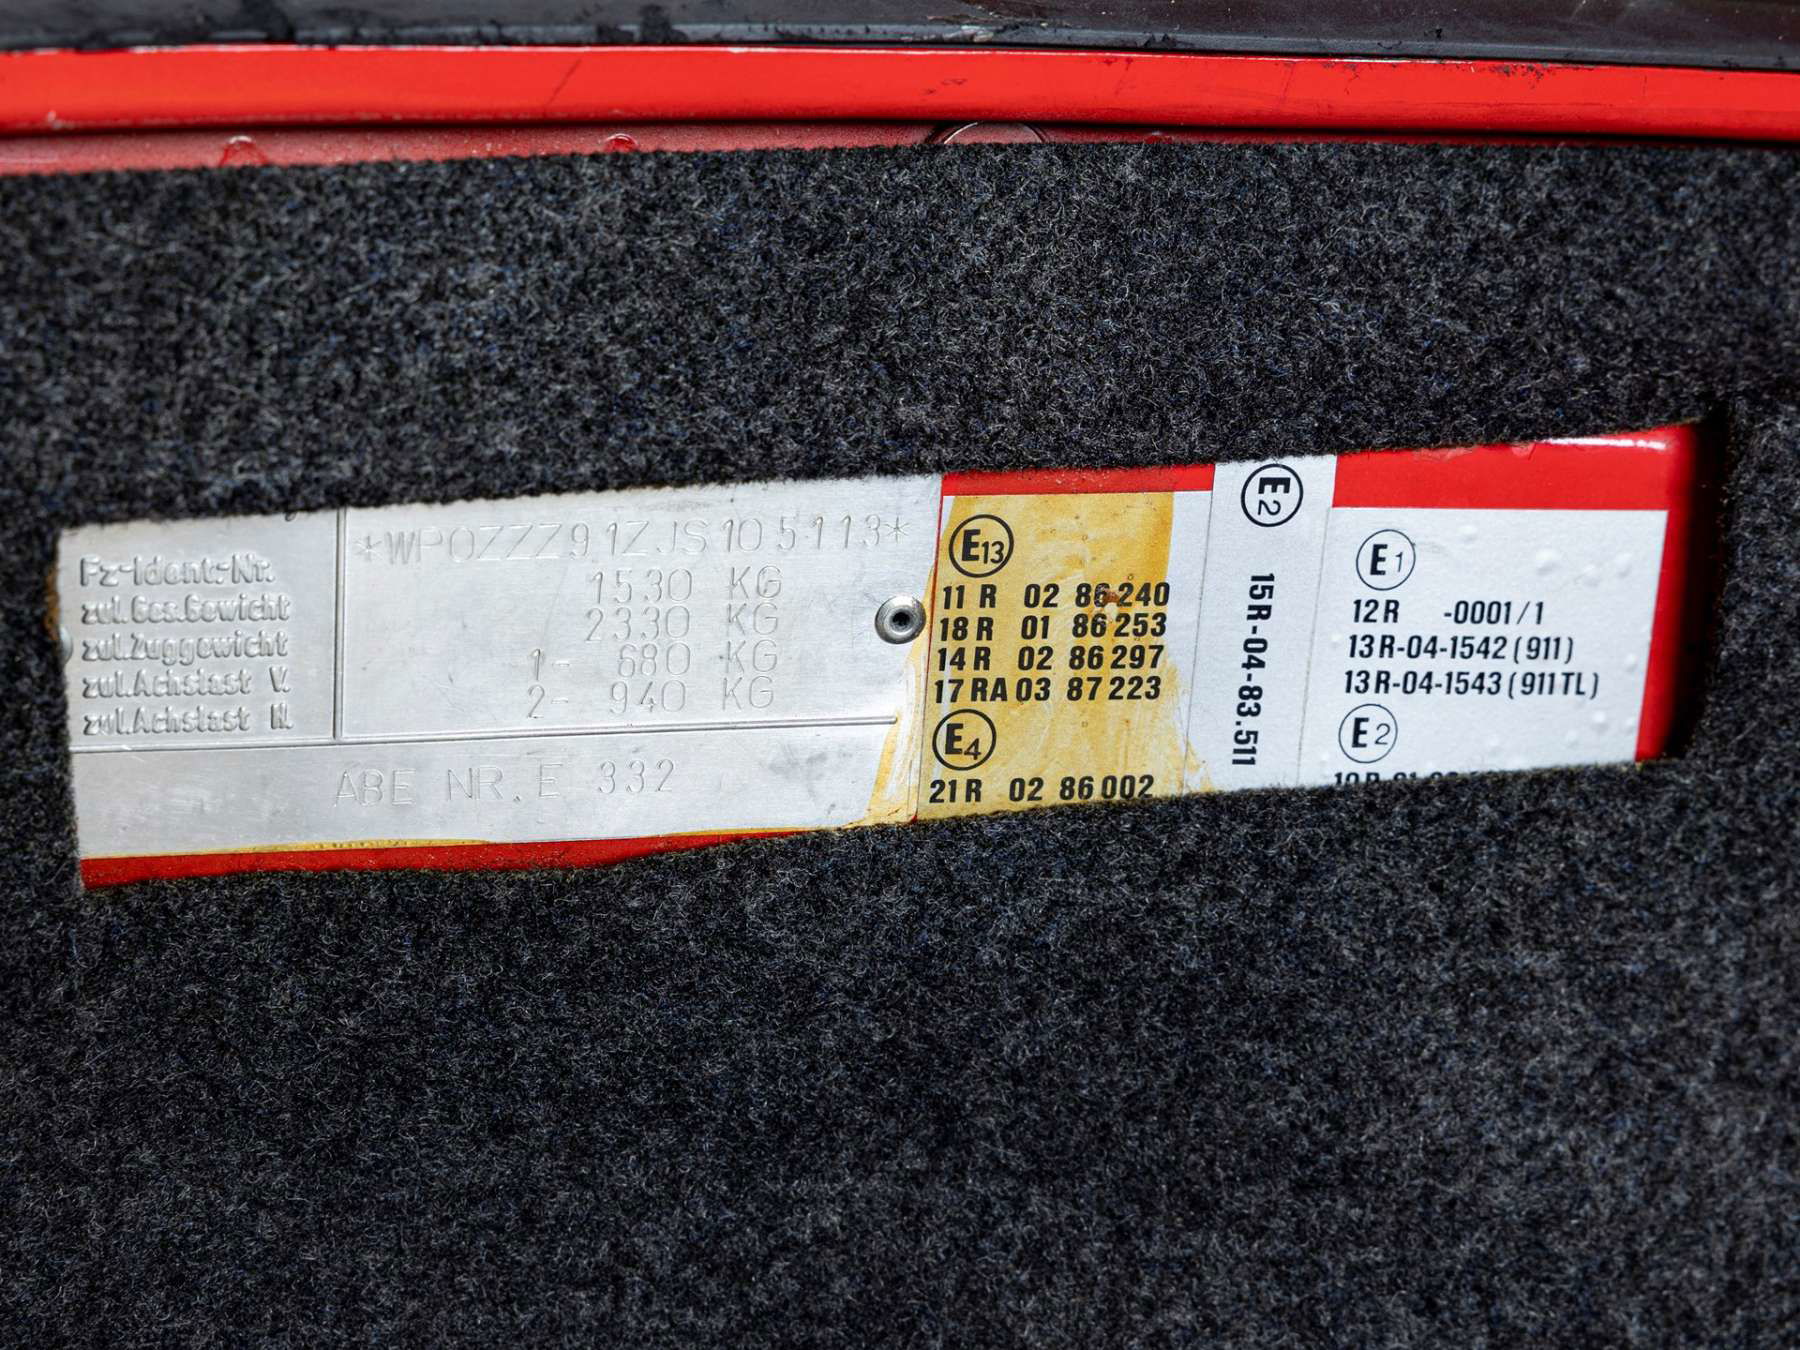 *WP0ZZZ91ZJS105113*
Fz-Ident.-Nr.
1530 KG
zul.Ges.Gewicht
2330 KG
zul.Zuggewicht
1- 680 KG
zul.Achslast V.
2- 940 KG
zul.Achslast H.
ABE NR. E 332
E13
11 R 02 86 240
18 R 01 86 253
14 R 02 86 297
17 RA 03 87 223
E4
21 R 02 86 002
E2
15R-04-83.511
E1
12 R -0001/1
13 R-04-1542 (911)
13 R-04-1543 (911TL)
E2